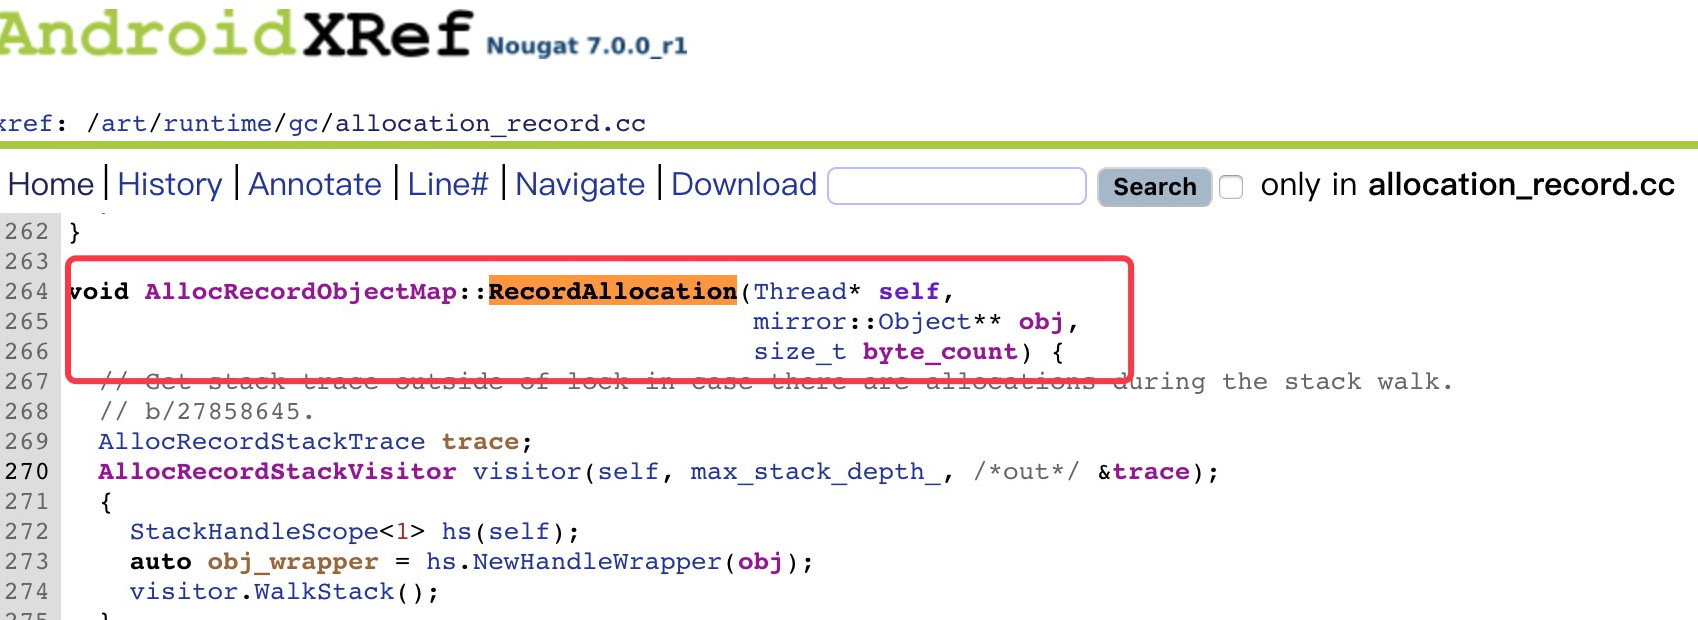 AndroidXRef Nougat 7.0.0_r1
xref: /art/runtime/gc/allocation_record.cc
Home | History | Annotate | Line# | Navigate | Download Search only in allocation_record.cc
262 }
263
264 void AllocRecordObjectMap::RecordAllocation(Thread* self,
265 mirror::Object** obj,
266 size_t byte_count) {
267 // Get stack trace outside of lock in case there are allocations during the stack walk.
268 // b/27858645.
269 AllocRecordStackTrace trace;
270 AllocRecordStackVisitor visitor(self, max_stack_depth_, /*out*/ &trace);
271 {
272 StackHandleScope<1> hs(self);
273 auto obj_wrapper = hs.NewHandleWrapper(obj);
274 visitor.WalkStack();
275 }